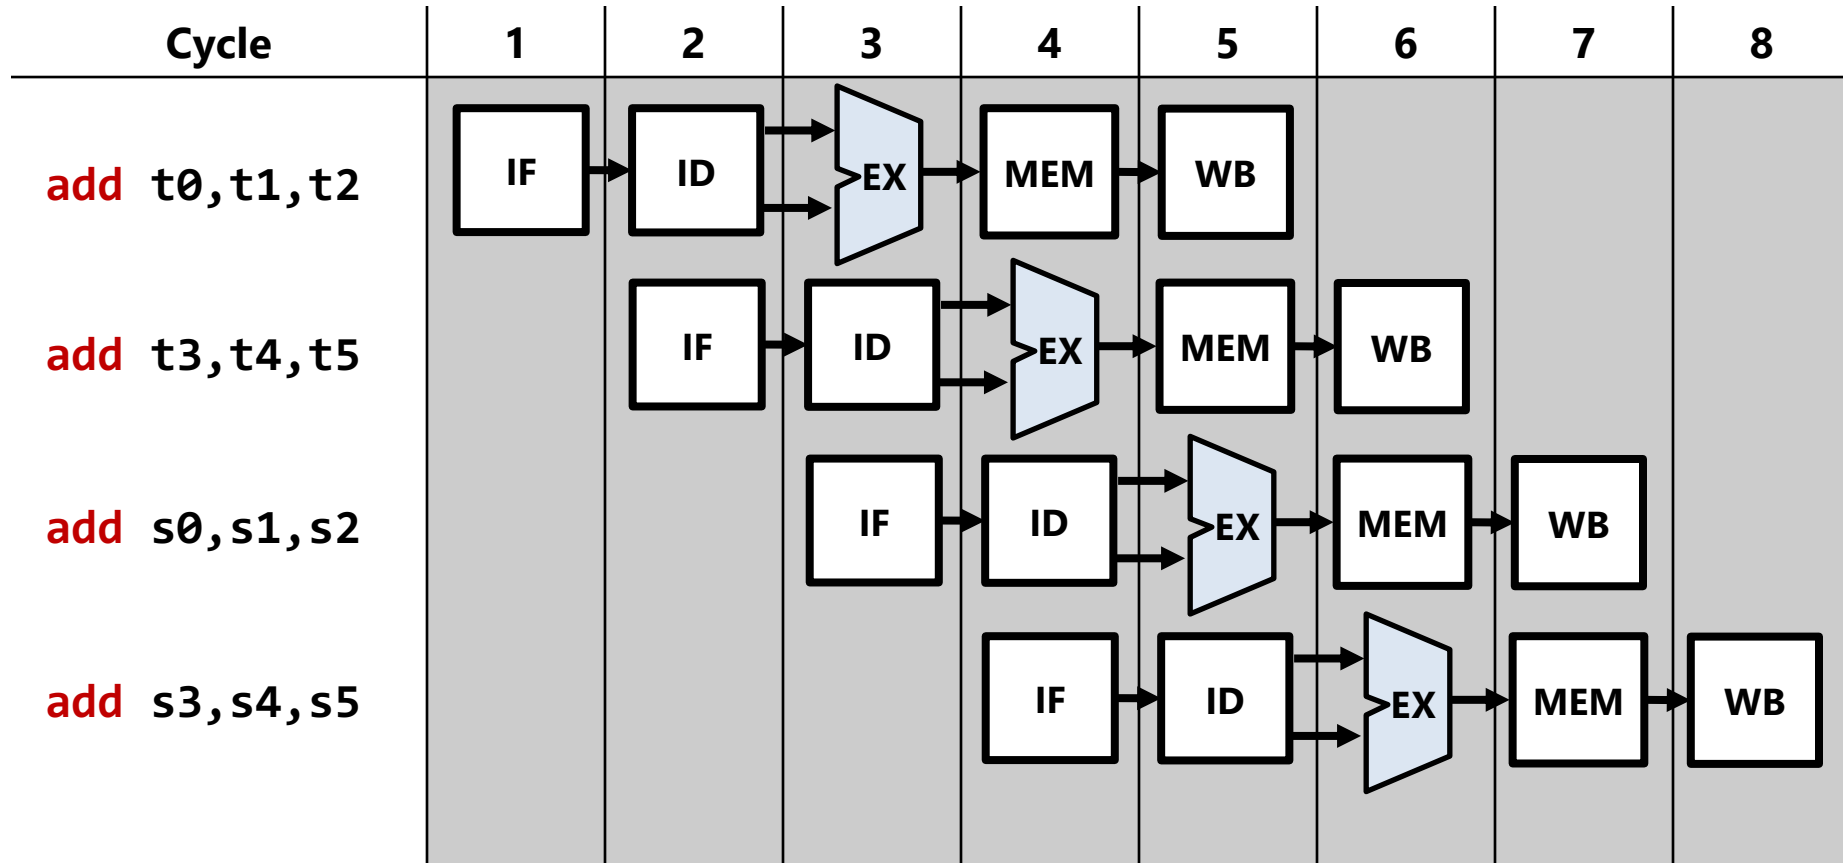 Cycle 1 2 3 4 5 6 7 8
add t0,t1,t2 IF ID EX MEM WB
add t3,t4,t5 IF ID EX MEM WB
add s0,s1,s2 IF ID EX MEM WB
add s3,s4,s5 IF ID EX MEM WB